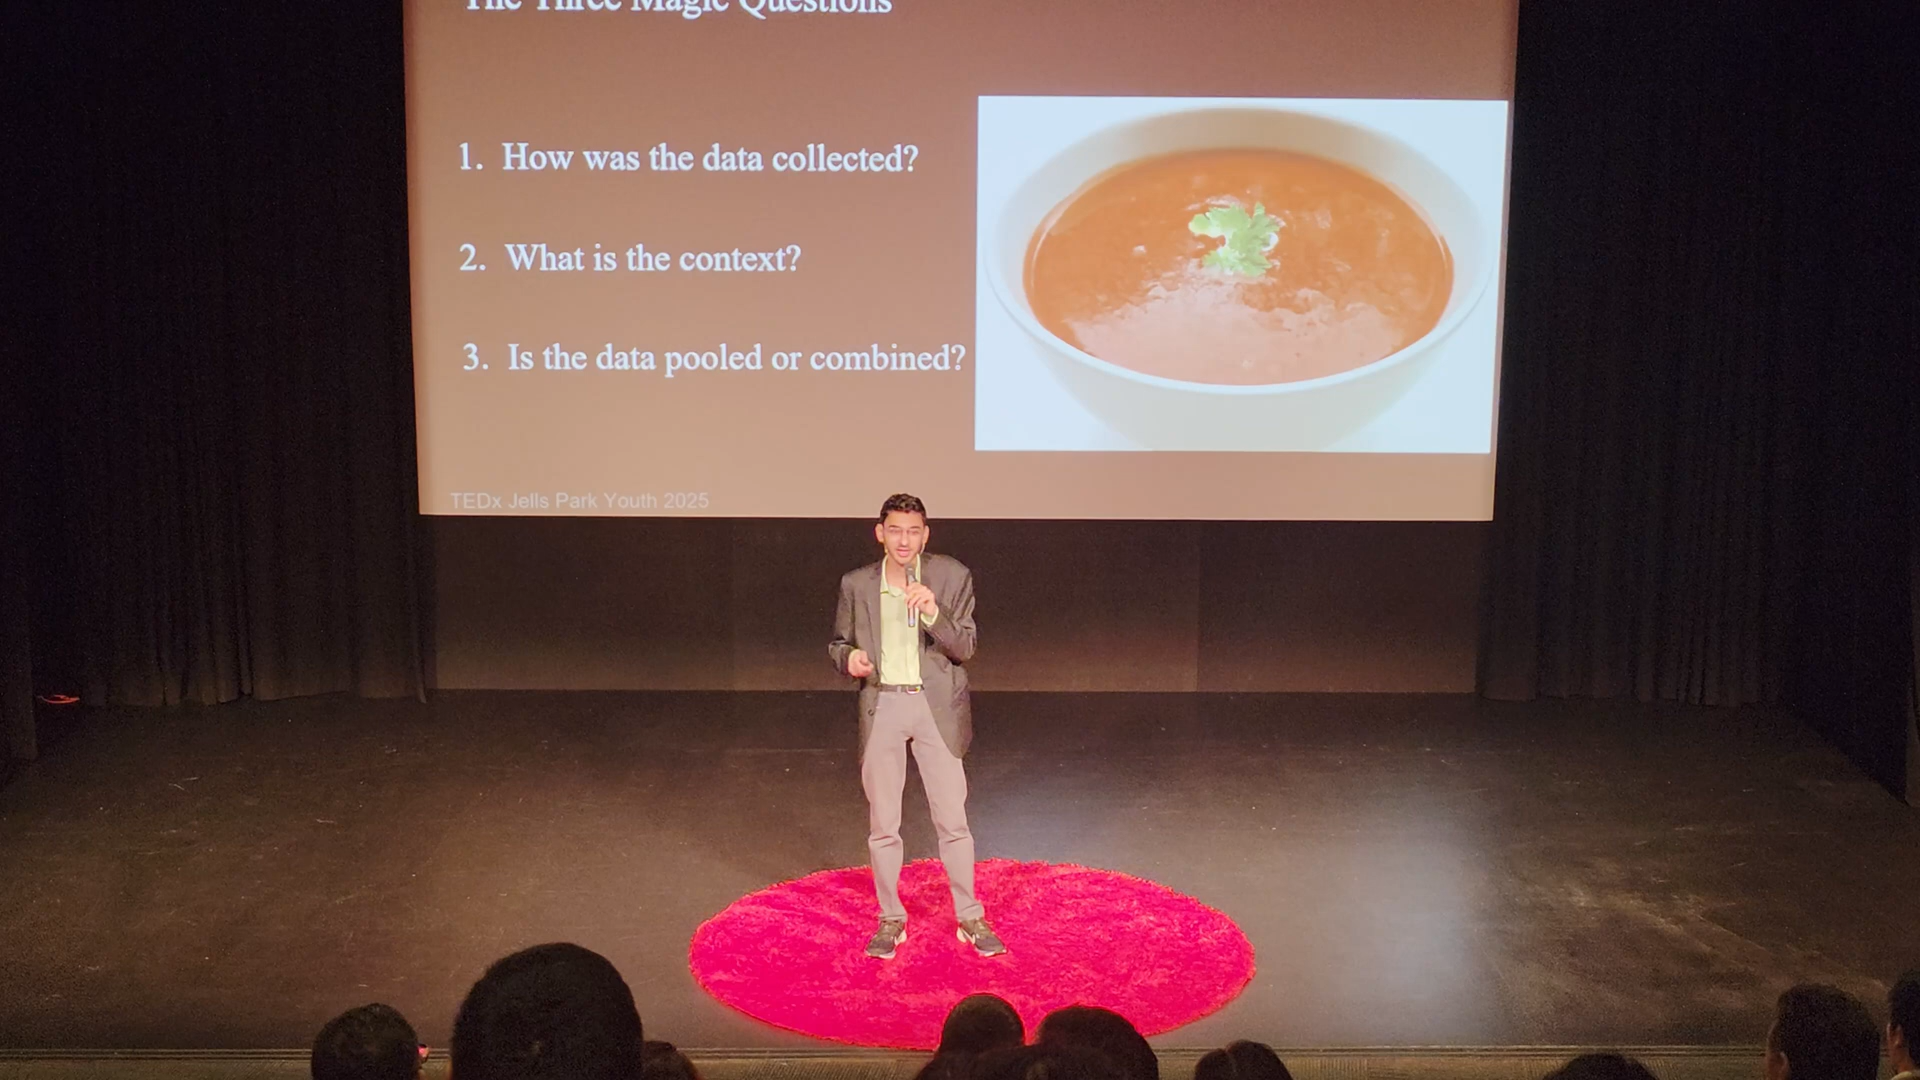 The Three Magic Questions
1. How was the data collected?
2. What is the context?
3. Is the data pooled or combined?
TEDx Jells Park Youth 2025